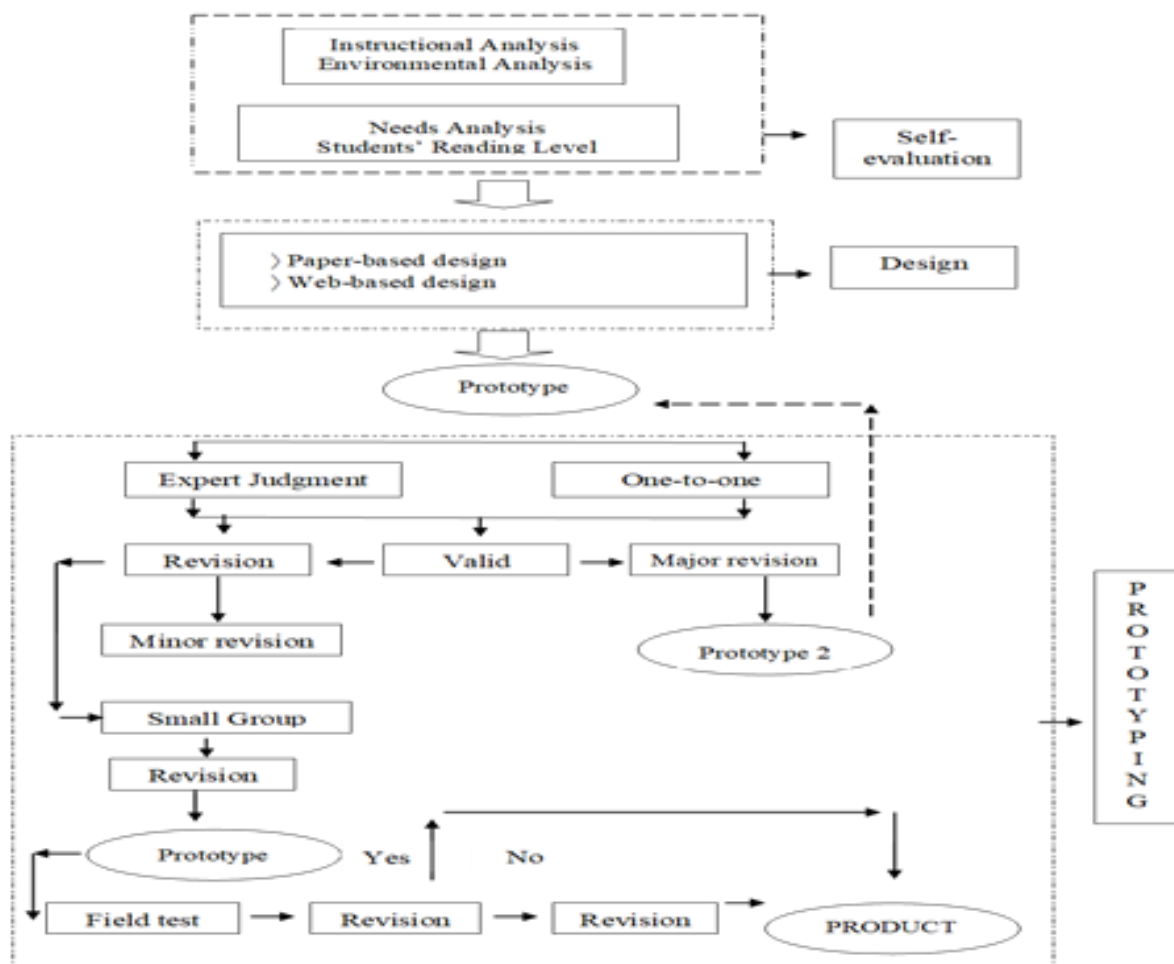 Instructional Analysis
Environmental Analysis
Needs Analysis
Students' Reading Level
Self-
evaluation
〉Paper-based design
〉Web-based design
Design
Prototype
Expert Judgment
One-to-one
Revision
Valid
Major revision
Minor revision
Prototype 2
Small Group
Revision
Prototype
Yes
No
Field test
Revision
Revision
PRODUCT
P
R
O
T
O
T
Y
P
I
N
G